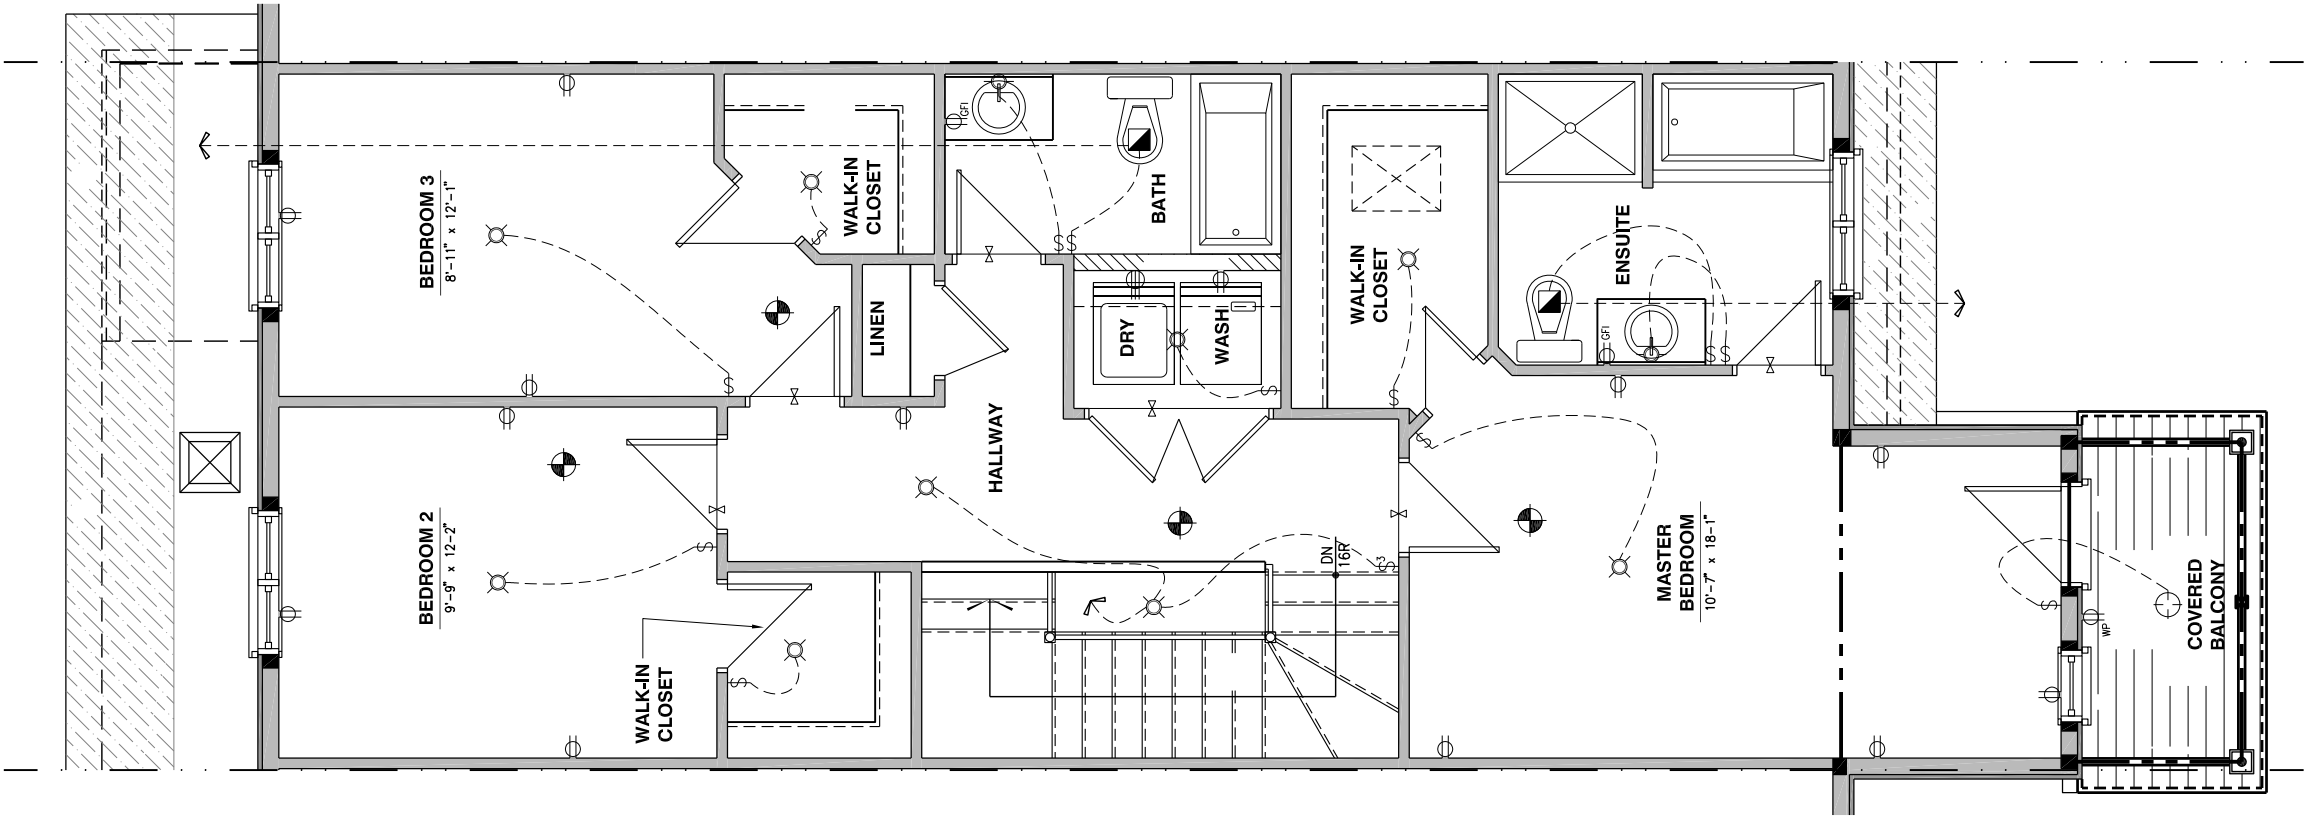 BEDROOM 3
8'-11" x 12'-1"
WALK-IN
CLOSET
GFI
BATH
LINEN
DRY
WASH
WALK-IN
CLOSET
ENSUITE
GFI
HALLWAY
BEDROOM 2
9'-9" x 12-2"
WALK-IN
CLOSET
DN
16R
S
S
S
S
S
S
S
S
S
S
S
S3
S
MASTER
BEDROOM
10'-7" x 18-1"
WP
COVERED
BALCONY